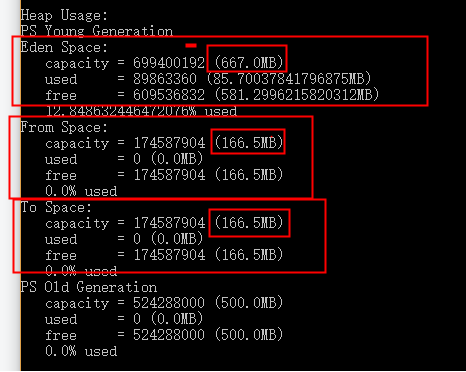 Heap Usage:
PS Young Generation
Eden Space:
capacity = 699400192 (667.0MB)
used = 89863360 (85.70037841796875MB)
free = 609536832 (581.2996215820312MB)
12.848632446472076% used
From Space:
capacity = 174587904 (166.5MB)
used = 0 (0.0MB)
free = 174587904 (166.5MB)
0.0% used
To Space:
capacity = 174587904 (166.5MB)
used = 0 (0.0MB)
free = 174587904 (166.5MB)
0.0% used
PS Old Generation
capacity = 524288000 (500.0MB)
used = 0 (0.0MB)
free = 524288000 (500.0MB)
0.0% used